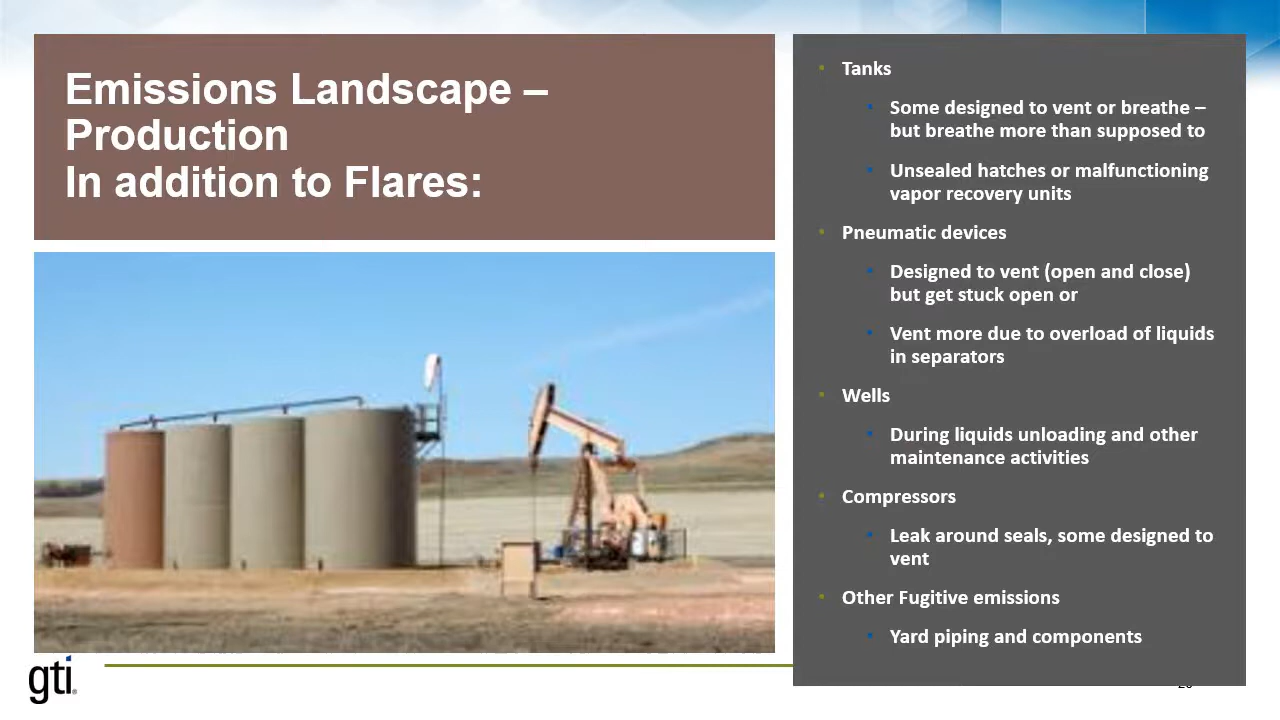 Emissions Landscape –
Production
In addition to Flares:
Tanks
Some designed to vent or breathe –
but breathe more than supposed to
Unsealed hatches or malfunctioning
vapor recovery units
Pneumatic devices
Designed to vent (open and close)
but get stuck open or
Vent more due to overload of liquids
in separators
Wells
During liquids unloading and other
maintenance activities
Compressors
Leak around seals, some designed to
vent
Other Fugitive emissions
Yard piping and components
gti